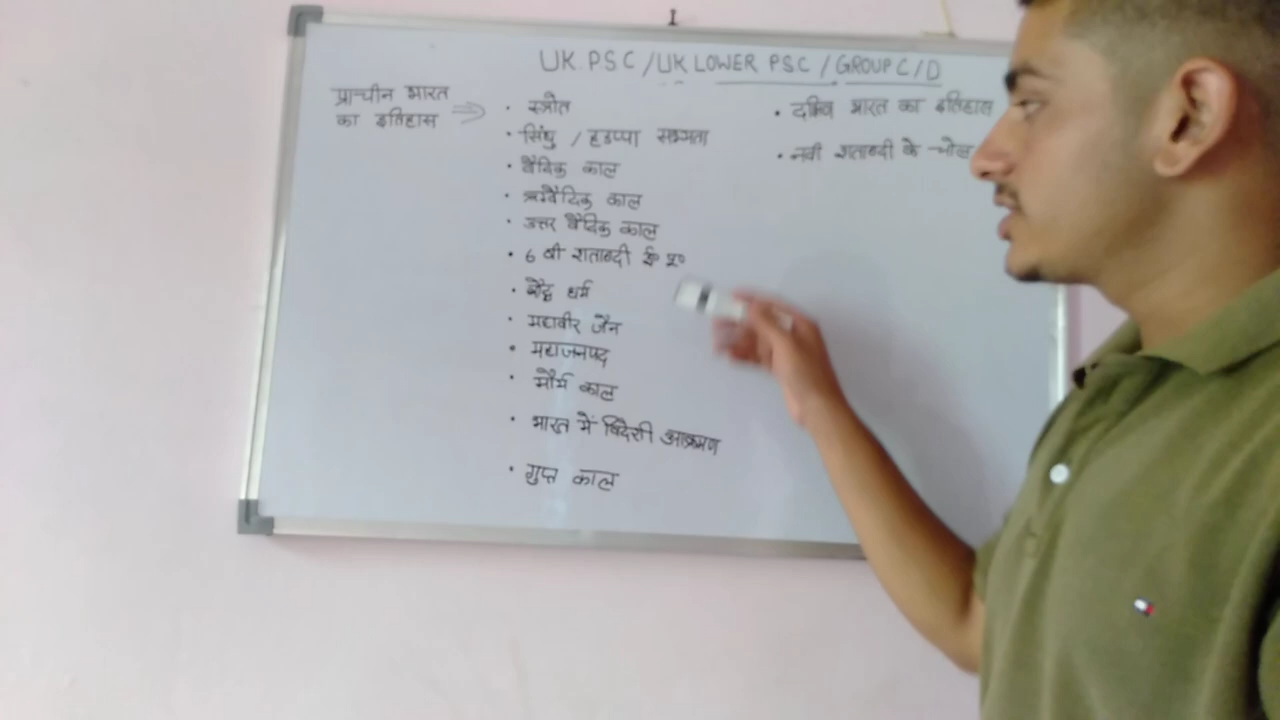 UK PSC / UK LOWER PSC / GROUP C / D
प्राचीन भारत
का इतिहास
• स्त्रोत
• सिंधु / हडप्पा सभ्यता
• वैदिक काल
• ऋग्वैदिक काल
• उत्तर वैदिक काल
• 6 वी शताब्दी ई० पू०
• बौद्ध धर्म
• महावीर जैन
• महाजनपद
• मौर्य काल
• भारत में विदेशी आक्रमण
• गुप्त काल
• दक्षिण भारत का इतिहास
• नवी शताब्दी के चोल